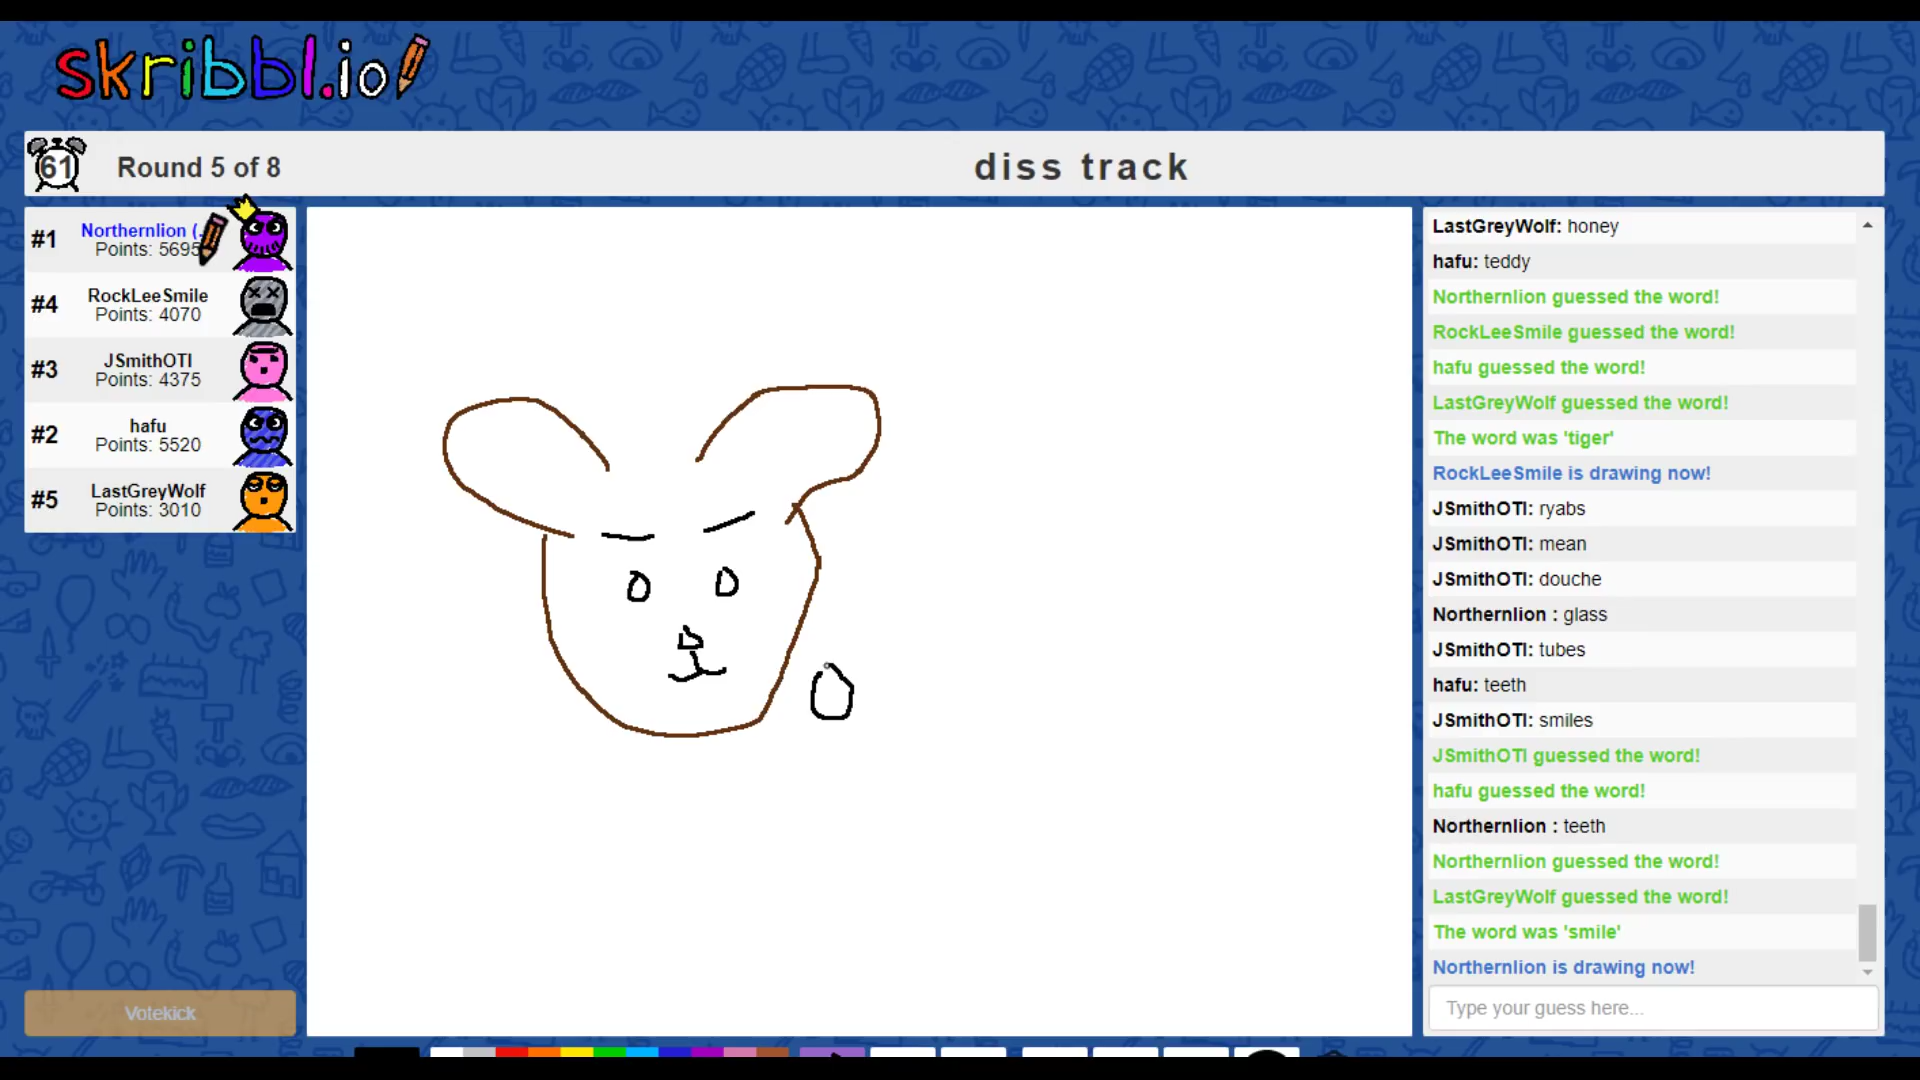 skribbl.io
61
Round 5 of 8
diss track
#1
Northernlion (.
Points: 5695
#4
RockLeeSmile
Points: 4070
#3
JSmithOTI
Points: 4375
#2
hafu
Points: 5520
#5
LastGreyWolf
Points: 3010
Votekick
LastGreyWolf: honey
hafu: teddy
Northernlion guessed the word!
RockLeeSmile guessed the word!
hafu guessed the word!
LastGreyWolf guessed the word!
The word was 'tiger'
RockLeeSmile is drawing now!
JSmithOTI: ryabs
JSmithOTI: mean
JSmithOTI: douche
Northernlion : glass
JSmithOTI: tubes
hafu: teeth
JSmithOTI: smiles
JSmithOTI guessed the word!
hafu guessed the word!
Northernlion : teeth
Northernlion guessed the word!
LastGreyWolf guessed the word!
The word was 'smile'
Northernlion is drawing now!
Type your guess here...